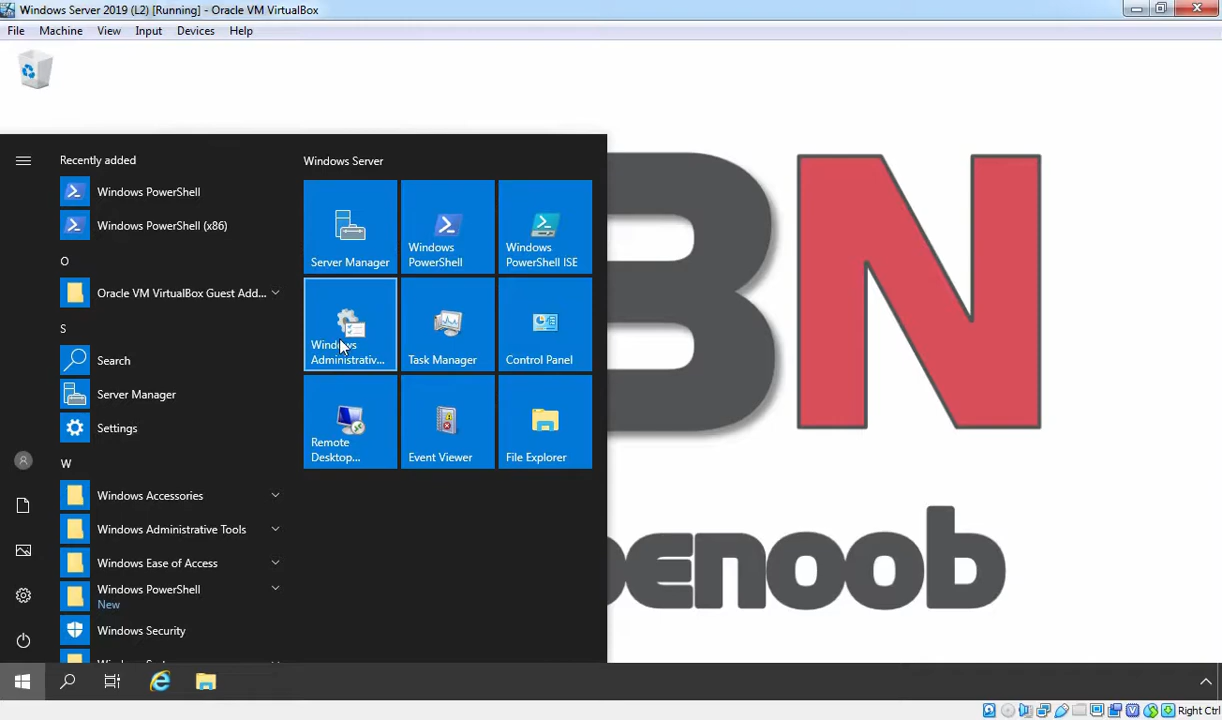 Windows Server 2019 (L2) [Running] - Oracle VM VirtualBox
File Machine View Input Devices Help
Recently added
Windows PowerShell
Windows PowerShell (x86)
O
Oracle VM VirtualBox Guest Add...
S
Search
Server Manager
Settings
W
Windows Accessories
Windows Administrative Tools
Windows Ease of Access
Windows PowerShell
New
Windows Security
Windows Server
Server Manager
Windows
PowerShell
Windows
PowerShell ISE
Windows
Administrativ...
Task Manager
Control Panel
Remote
Desktop...
Event Viewer
File Explorer
BN
enoob
Right Ctrl